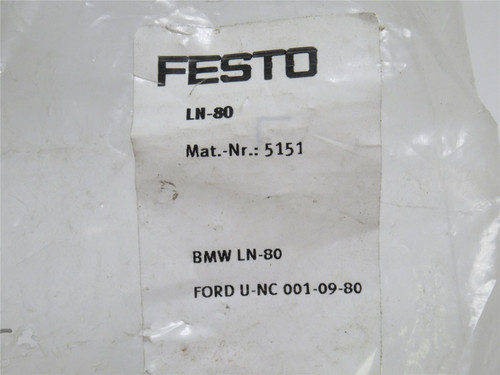 FESTO
LN-80
Mat.-Nr.: 5151
BMW LN-80
FORD U-NC 001-09-80